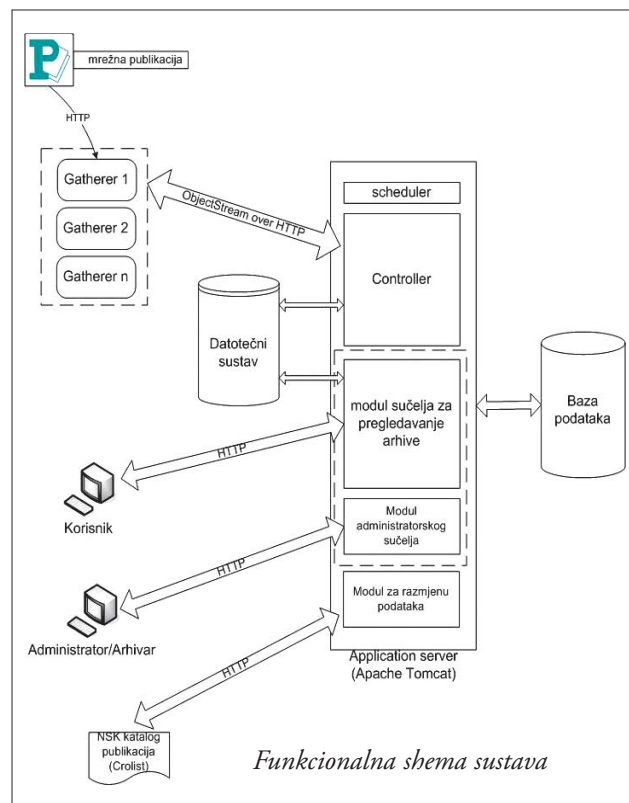 P
mrežna publikacija
HTTP
Gatherer 1
Gatherer 2
Gatherer n
ObjectStream over HTTP
scheduler
Controller
Datotečni
sustav
modul sučelja za
pregledavanje
arhive
Baza
podataka
HTTP
Korisnik
Modul
administratorskog
sučelja
HTTP
Administrator/Arhivar
Modul za razmjenu
podataka
HTTP
Application server
(Apache Tomcat)
NSK katalog
publikacija
(Crolist)
Funkcionalna shema sustava